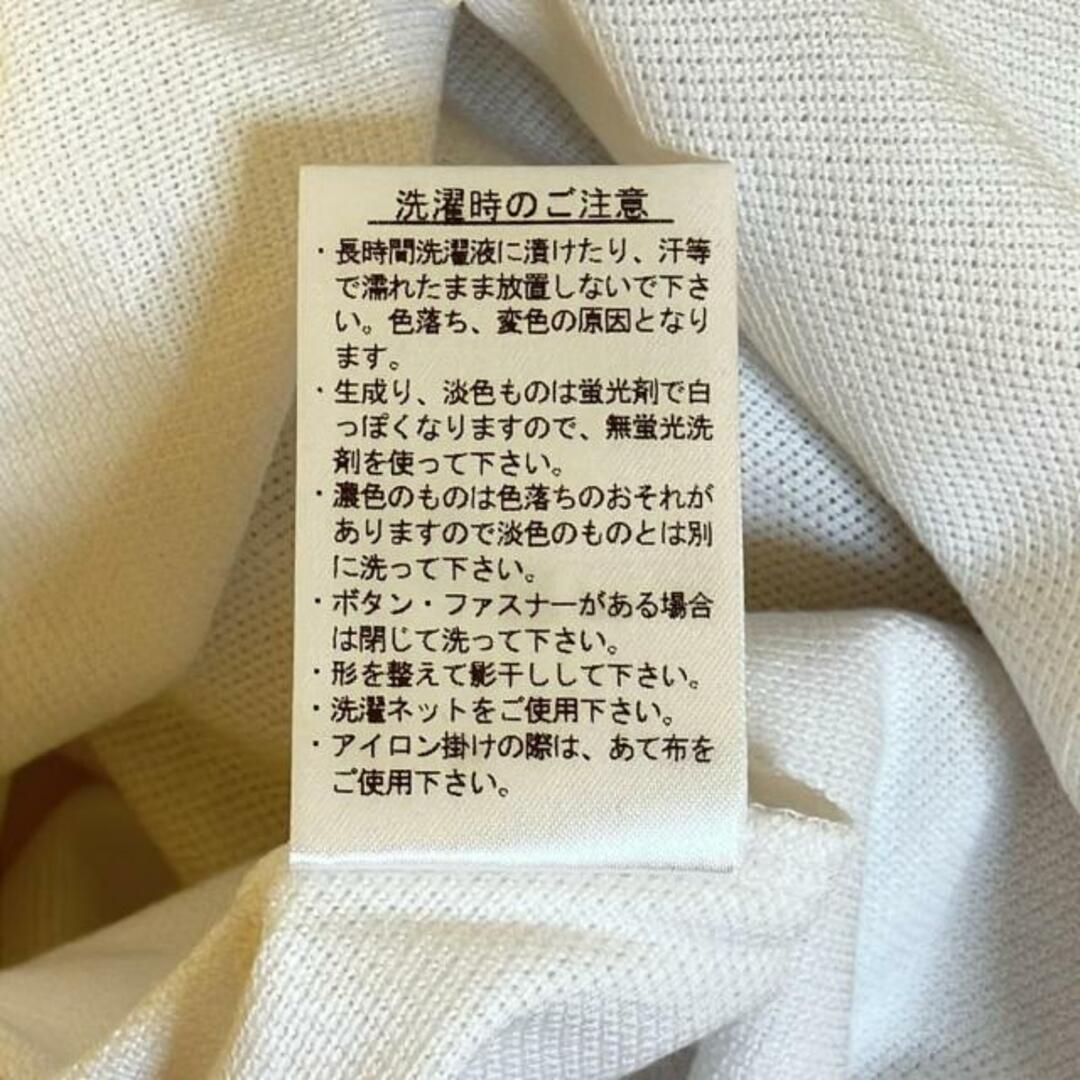 洗濯時のご注意
・長時間洗濯液に漬けたり、汗等
で濡れたまま放置しないで下さ
い。色落ち、変色の原因となり
ます。
・生成り、淡色ものは蛍光剤で白
っぽくなりますので、無蛍光洗
剤を使って下さい。
・濃色のものは色落ちのおそれが
ありますので淡色のものとは別
に洗って下さい。
・ボタン・ファスナーがある場合
は閉じて洗って下さい。
・形を整えて影干しして下さい。
・洗濯ネットをご使用下さい。
・アイロン掛けの際は、あて布を
ご使用下さい。